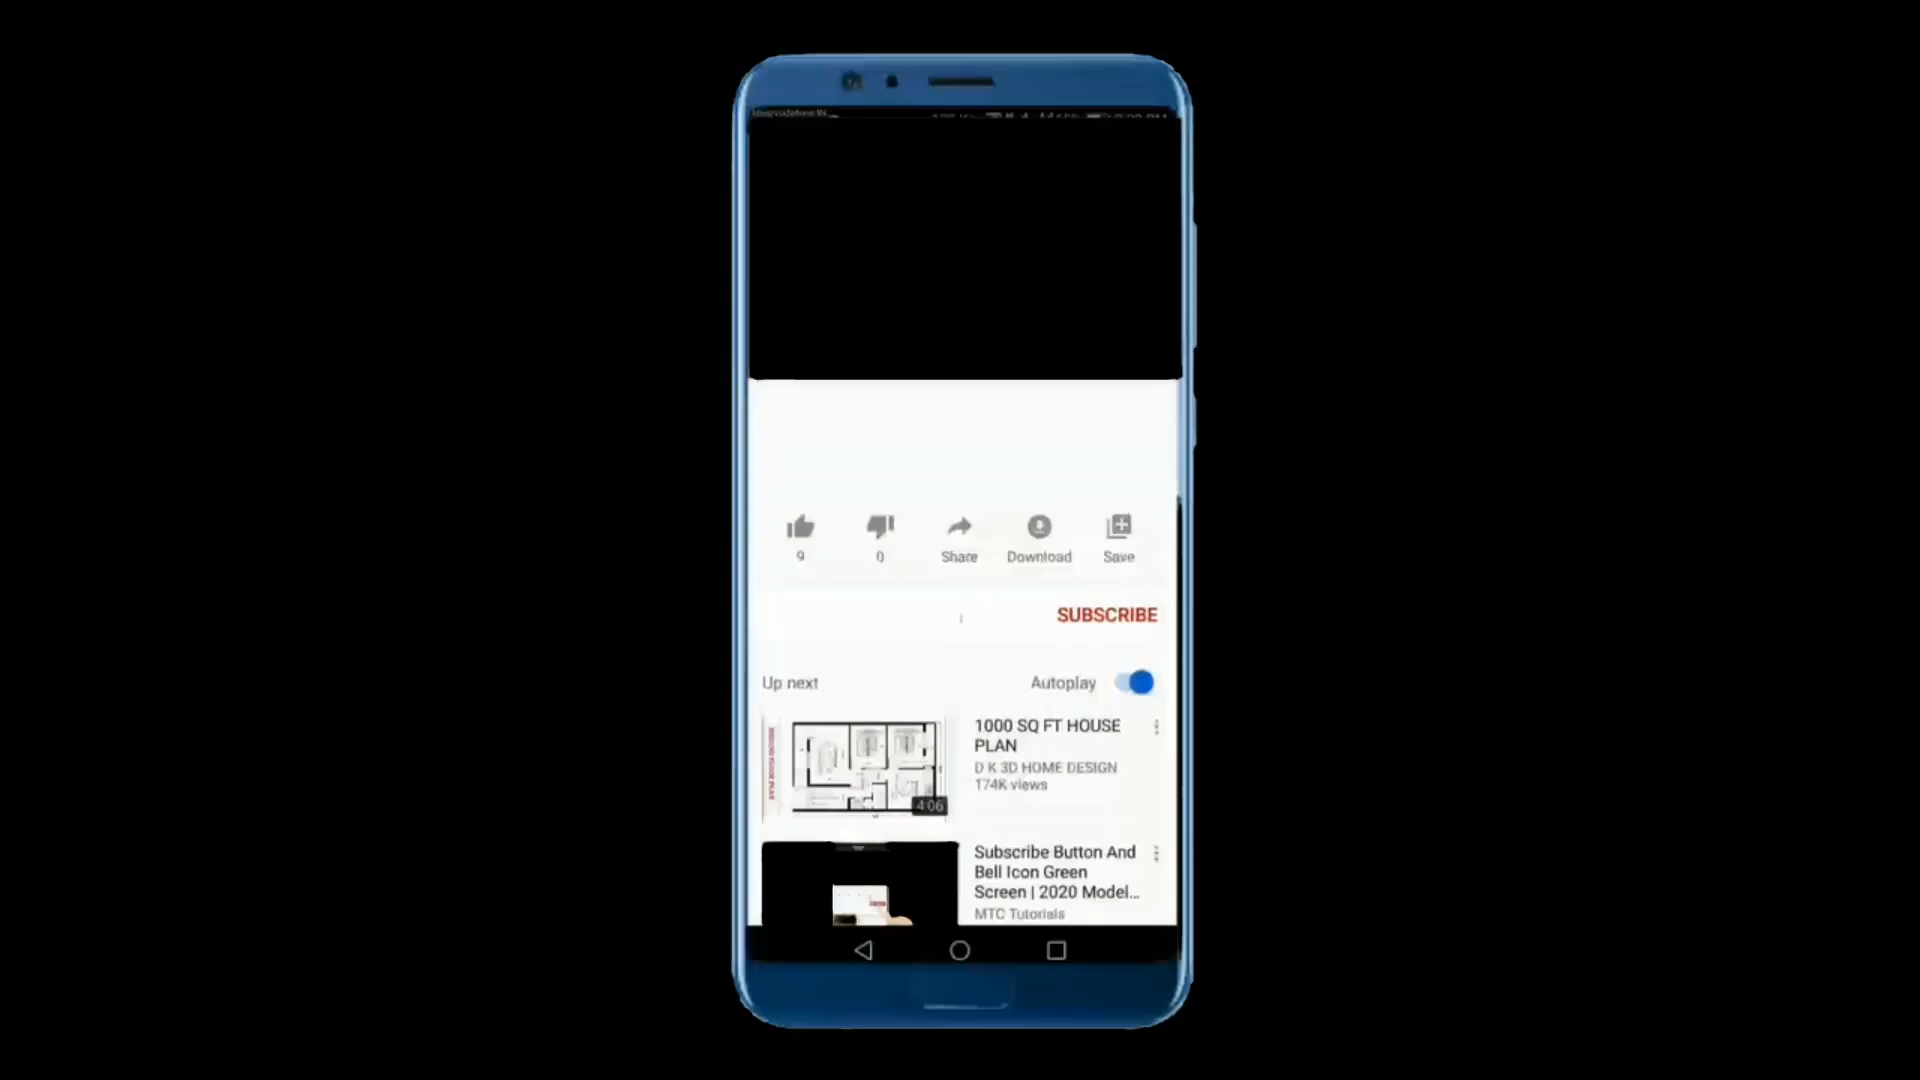 9
0
Share
Download
Save
SUBSCRIBE
Up next
Autoplay
1000 SQ FT HOUSE
PLAN
D K 3D HOME DESIGN
174K views
4:06
Subscribe Button And
Bell Icon Green
Screen | 2020 Model...
MTC Tutorials